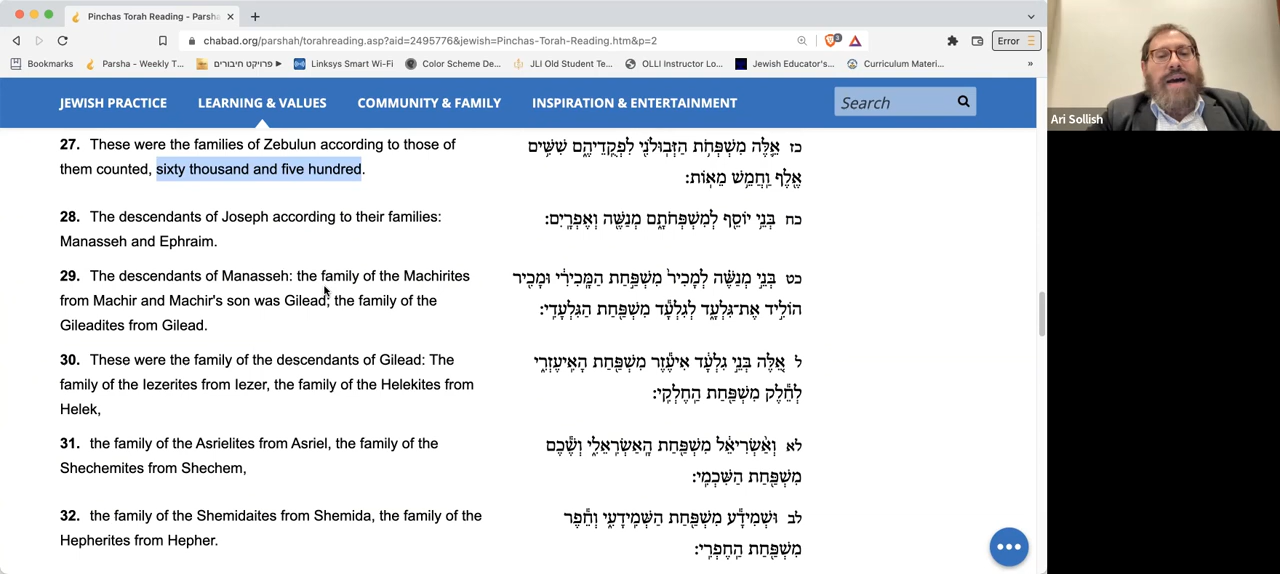 Pinchas Torah Reading - Parsh
chabad.org/parshah/torahreading.asp?aid=2495776&jewish=Pinchas-Torah-Reading.htm&p=2
Error
Bookmarks
Parsha - Weekly T...
פרוייקט חיבורים
Linksys Smart Wi-Fi
Color Scheme De...
JLI Old Student Te...
OLLI Instructor Lo...
Jewish Educator's...
Curriculum Materi...
JEWISH PRACTICE
LEARNING & VALUES
COMMUNITY & FAMILY
INSPIRATION & ENTERTAINMENT
Search
Ari Sollish
27. These were the families of Zebulun according to those of
them counted, sixty thousand and five hundred.
כז אֵ֛לֶּה מִשְׁפְּחֹ֥ת הַזְּבֽוּלֹנִ֖י לִפְקֻֽדֵיהֶ֑ם שִׁשִּׁ֥ים
אֶ֖לֶף וַֽחֲמֵ֥שׁ מֵאֽוֹת:
28. The descendants of Joseph according to their families:
Manasseh and Ephraim.
כח בְּנֵ֥י יוֹסֵ֖ף לְמִשְׁפְּחֹתָ֑ם מְנַשֶּׁ֖ה וְאֶפְרָֽיִם:
29. The descendants of Manasseh: the family of the Machirites
from Machir and Machir's son was Gilead; the family of the
Gileadites from Gilead.
כט בְּנֵ֣י מְנַשֶּׁ֗ה לְמָכִיר֙ מִשְׁפַּ֣חַת הַמָּֽכִירִ֔י וּמָכִ֖יר
הוֹלִ֣יד אֶת־גִּלְעָ֑ד לְגִלְעָ֕ד מִשְׁפַּ֖חַת הַגִּלְעָדִֽי:
30. These were the family of the descendants of Gilead: The
family of the Iezerites from Iezer, the family of the Helekites from
Helek,
ל אֵ֚לֶּה בְּנֵ֣י גִלְעָ֔ד אִיעֶ֕זֶר מִשְׁפַּ֖חַת הָאִֽיעֶזְרִ֑י
לְחֵ֕לֶק מִשְׁפַּ֖חַת הַֽחֶלְקִֽי:
31. the family of the Asrielites from Asriel, the family of the
Shechemites from Shechem,
לא וְאַ֨שְׂרִיאֵ֔ל מִשְׁפַּ֖חַת הָֽאַשְׂרִֽאֵלִ֑י וְשֶׁ֕כֶם
מִשְׁפַּ֖חַת הַשִּׁכְמִֽי:
32. the family of the Shemidaites from Shemida, the family of the
Hepherites from Hepher.
לב וּשְׁמִידָ֕ע מִשְׁפַּ֖חַת הַשְּׁמִֽידָעִ֑י וְחֵ֕פֶר
מִשְׁפַּ֖חַת הַֽחֶפְרִֽי: